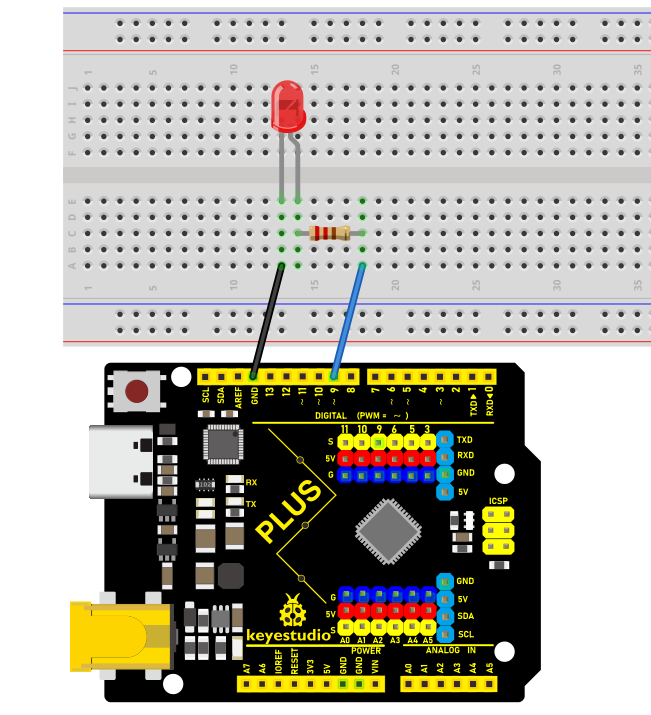 1 5 10 15 20 25 30 35
J
I
H
G
F
E
D
C
B
A
1 5 10 15 20 25 30 35
SCL SDA AREF GND 13 12 ~11 ~10 ~9 8 7 ~6 ~5 4 ~3 2 TXD▶1 RXD◀0
DIGITAL (PWM = ~)
11 10 9 6 5 3
S
5V
G
TXD
RXD
GND
5V
RX
TX
PLUS
ICSP
G
5V
S
A0 A1 A2 A3 A4 A5
GND
5V
SDA
SCL
keyestudio
POWER
ANALOG IN
A7 A6 IOREF RESET 3V3 5V GND GND VIN A0 A1 A2 A3 A4 A5